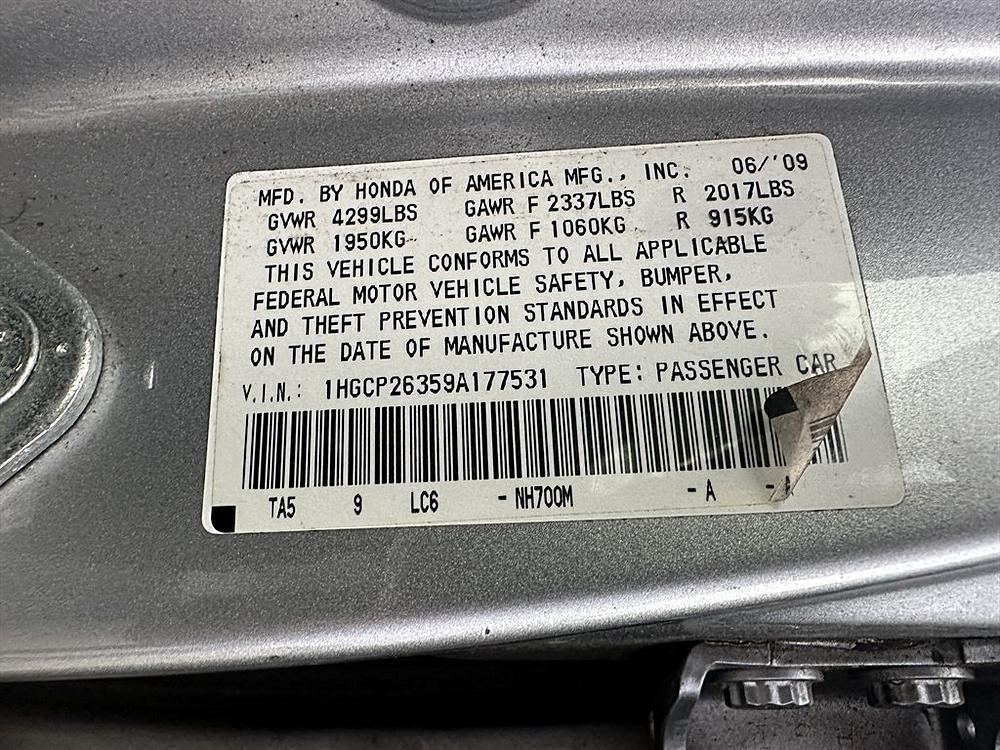 MFD. BY HONDA OF AMERICA MFG., INC. 06/'09
GVWR 4299LBS GAWR F 2337LBS R 2017LBS
GVWR 1950KG GAWR F 1060KG R 915KG
THIS VEHICLE CONFORMS TO ALL APPLICABLE
FEDERAL MOTOR VEHICLE SAFETY, BUMPER,
AND THEFT PREVENTION STANDARDS IN EFFECT
ON THE DATE OF MANUFACTURE SHOWN ABOVE.
V.I.N.: 1HGCP26359A177531 TYPE: PASSENGER CAR
TA5 9 LC6 - NH700M - A -